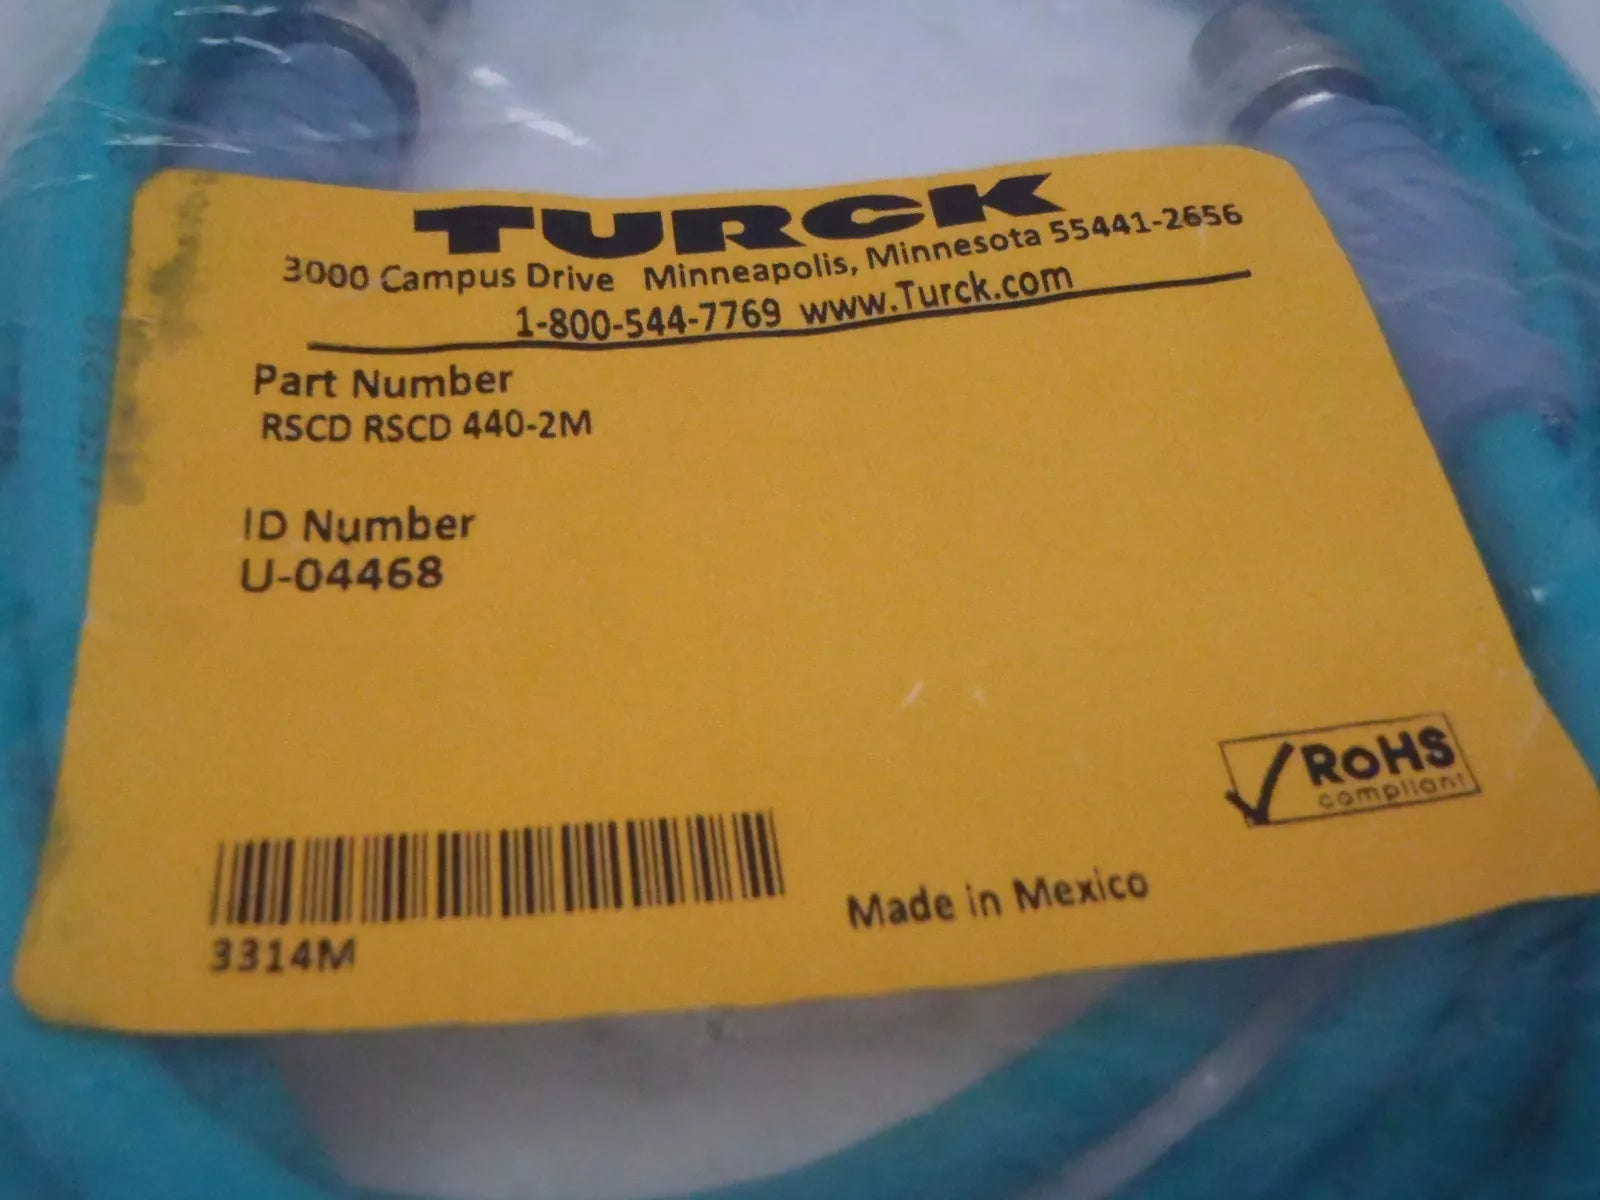 TURCK
3000 Campus Drive Minneapolis, Minnesota 55441-2656
1-800-544-7769 www.Turck.com
Part Number
RSCD RSCD 440-2M
ID Number
U-04468
RoHS
compliant
3314M
Made in Mexico